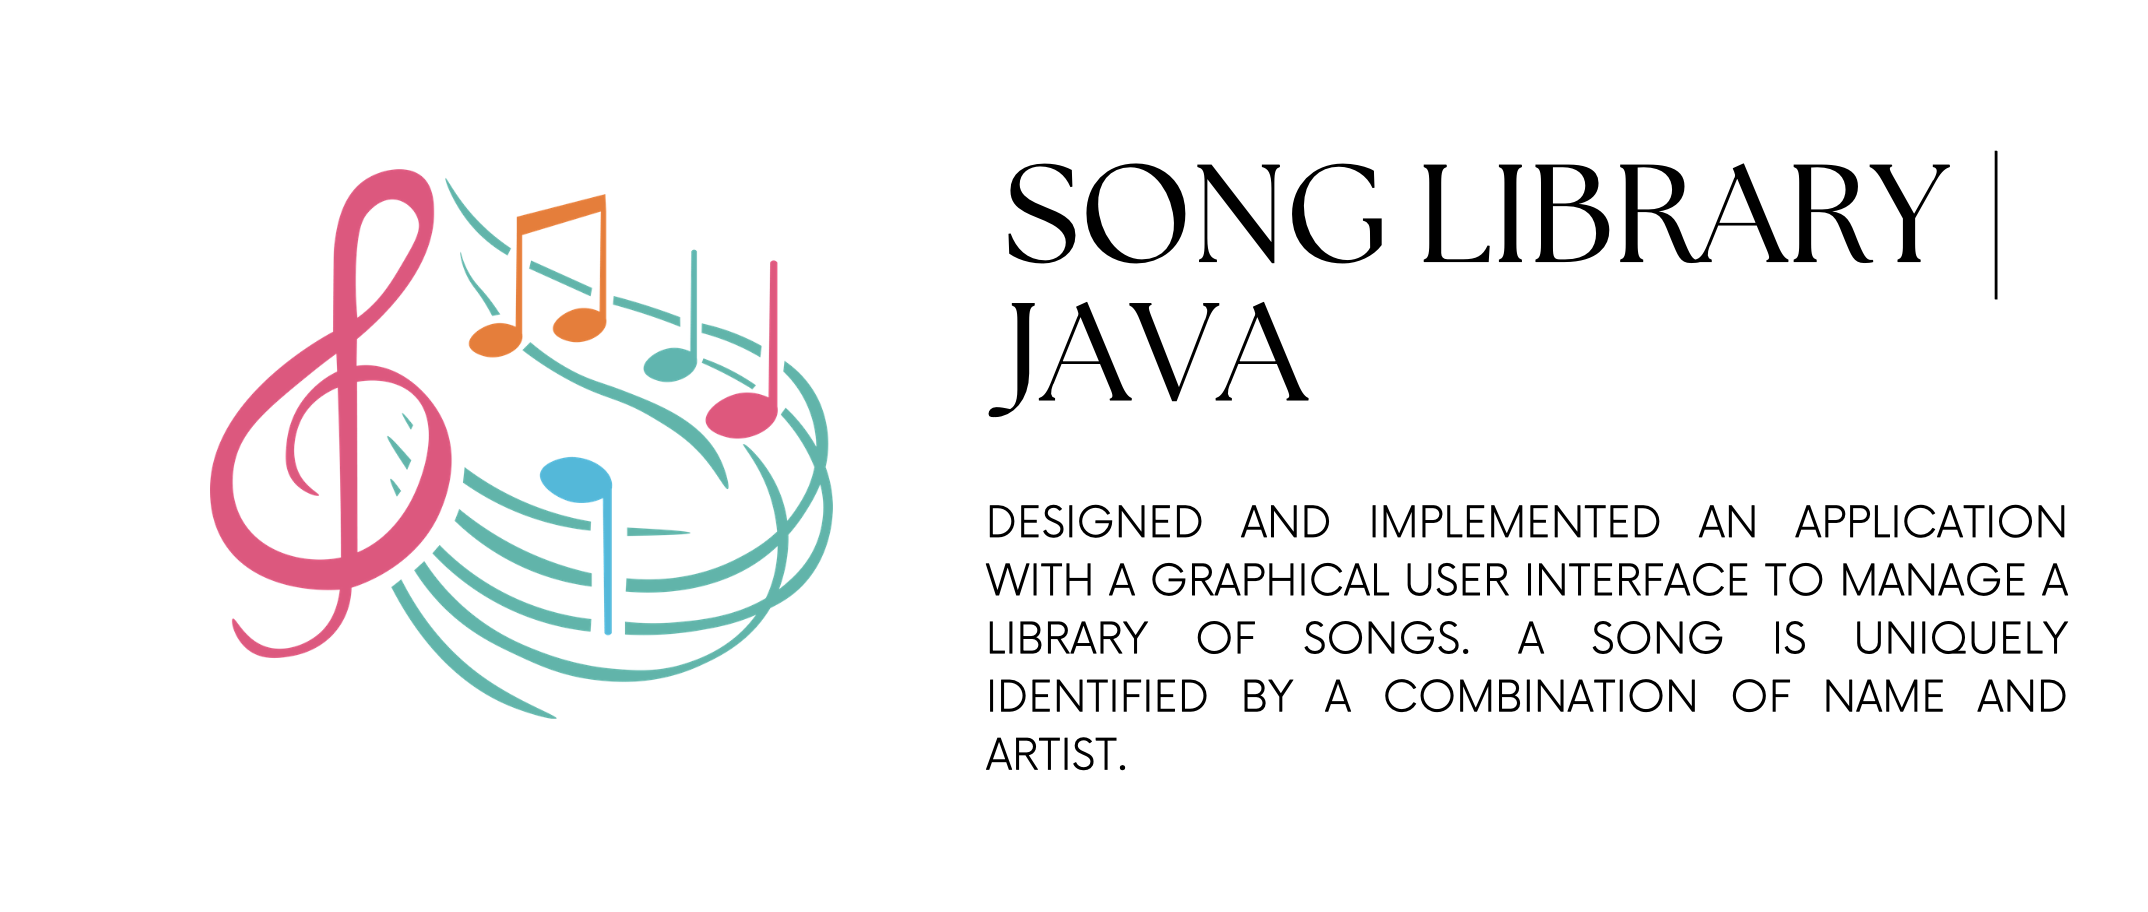 SONG LIBRARY |
JAVA
DESIGNED AND IMPLEMENTED AN APPLICATION
WITH A GRAPHICAL USER INTERFACE TO MANAGE A
LIBRARY OF SONGS. A SONG IS UNIQUELY
IDENTIFIED BY A COMBINATION OF NAME AND
ARTIST.